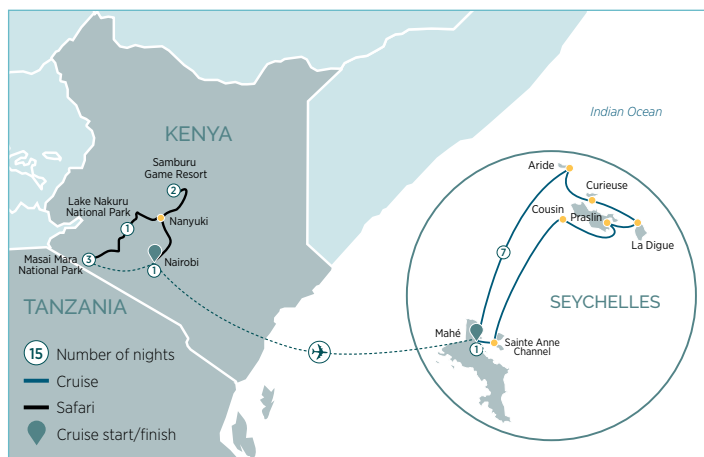 KENYA
Samburu
Game Resort
2
Lake Nakuru
National Park
1
Nanyuki
Masai Mara
National Park
3
Nairobi
1
TANZANIA
15 Number of nights
Cruise
Safari
Cruise start/finish
Indian Ocean
Aride
Curieuse
Cousin
Praslin
La Digue
7
SEYCHELLES
Mahé
1
Sainte Anne
Channel